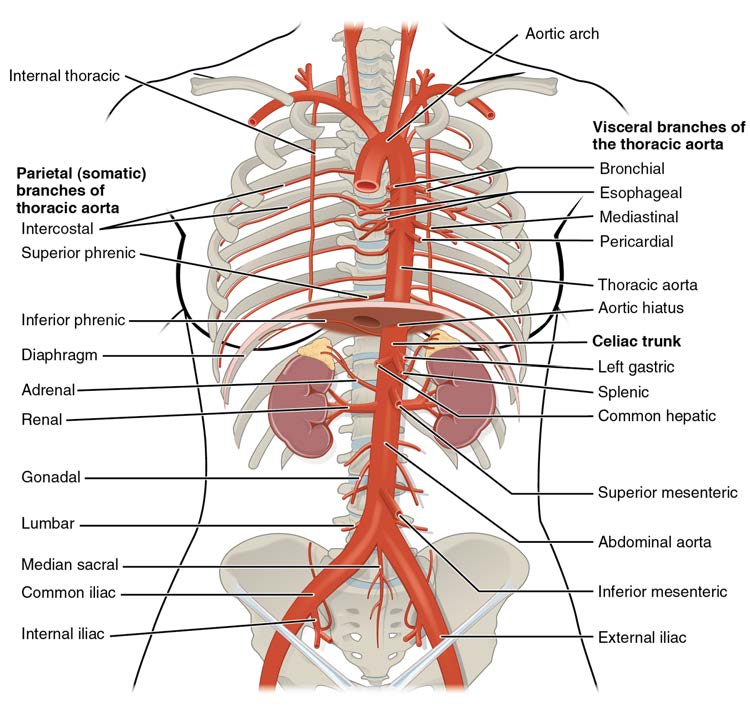 Aortic arch
Internal thoracic
Parietal (somatic)
branches of
thoracic aorta
Intercostal
Superior phrenic
Inferior phrenic
Diaphragm
Adrenal
Renal
Gonadal
Lumbar
Median sacral
Common iliac
Internal iliac
Visceral branches of
the thoracic aorta
Bronchial
Esophageal
Mediastinal
Pericardial
Thoracic aorta
Aortic hiatus
Celiac trunk
Left gastric
Splenic
Common hepatic
Superior mesenteric
Abdominal aorta
Inferior mesenteric
External iliac